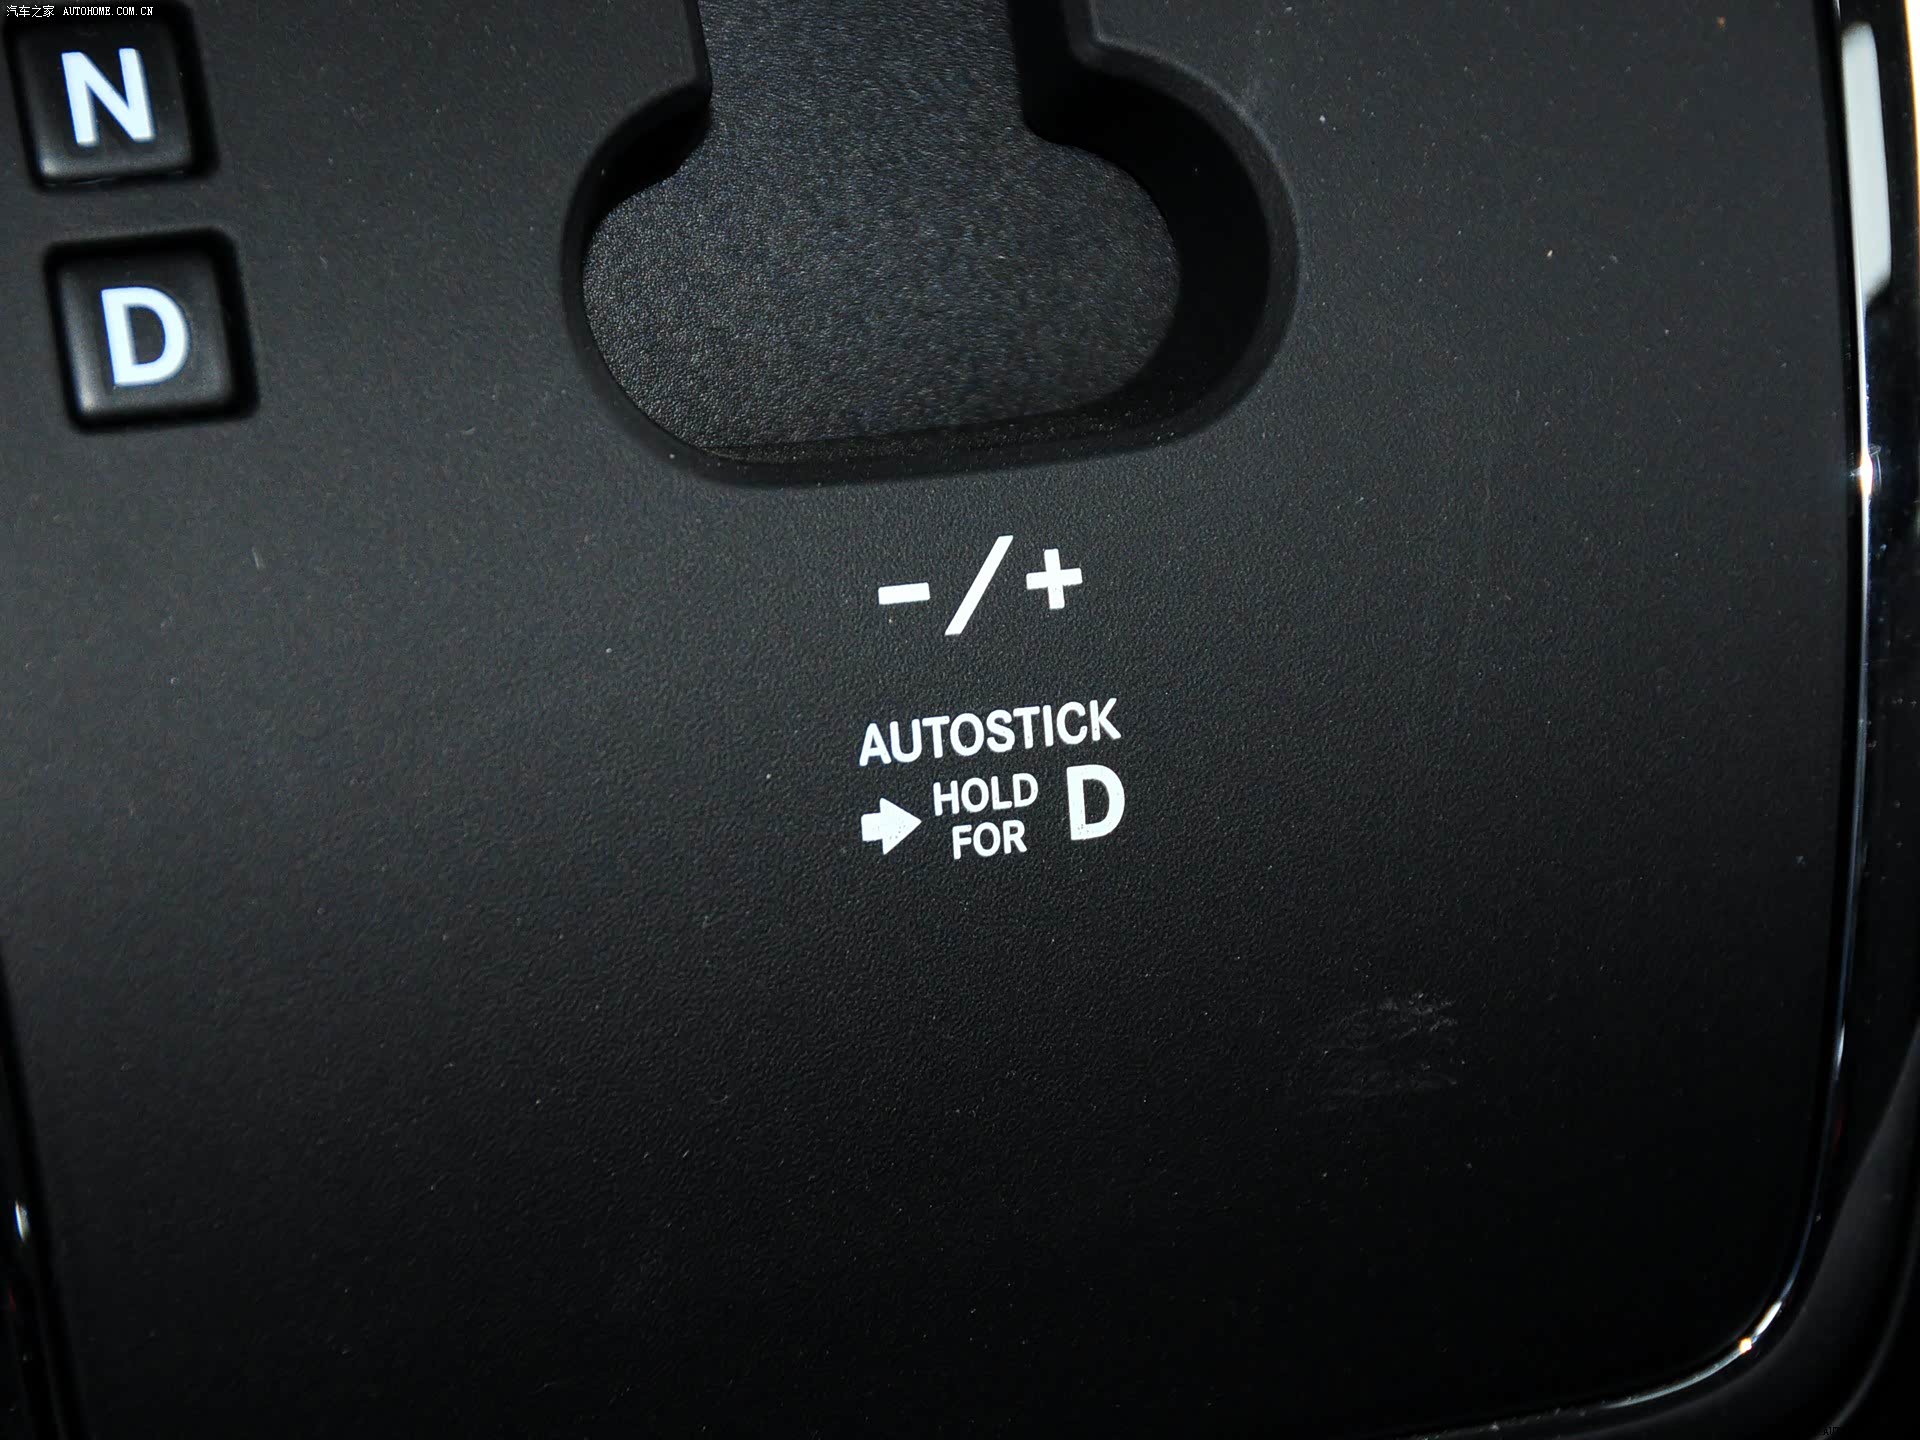 汽车之家 AUTOHOME.COM.CN
N
D
-/+
AUTOSTICK
HOLD D
FOR